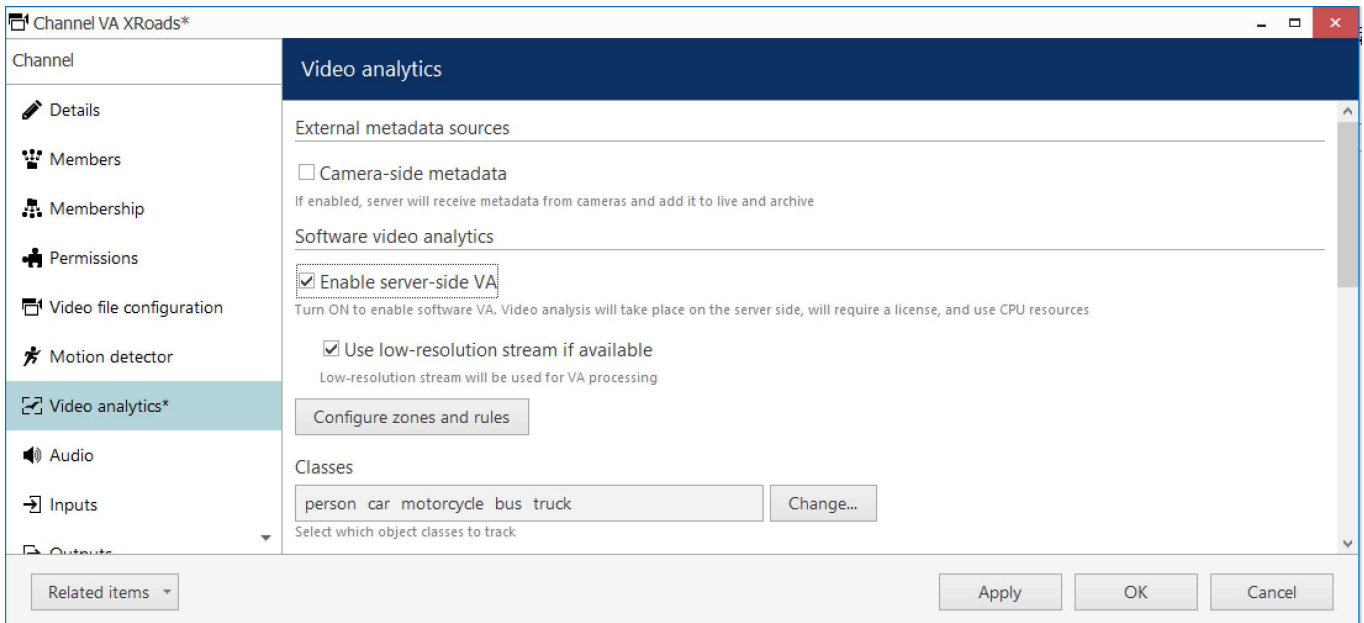 Channel VA XRoads*
Channel
Details
Members
Membership
Permissions
Video file configuration
Motion detector
Video analytics*
Audio
Inputs
Outputs
Video analytics
External metadata sources
Camera-side metadata
If enabled, server will receive metadata from cameras and add it to live and archive
Software video analytics
Enable server-side VA
Turn ON to enable software VA. Video analysis will take place on the server side, will require a license, and use CPU resources
Use low-resolution stream if available
Low-resolution stream will be used for VA processing
Configure zones and rules
Classes
person car motorcycle bus truck
Change...
Select which object classes to track
Related items
Apply
OK
Cancel